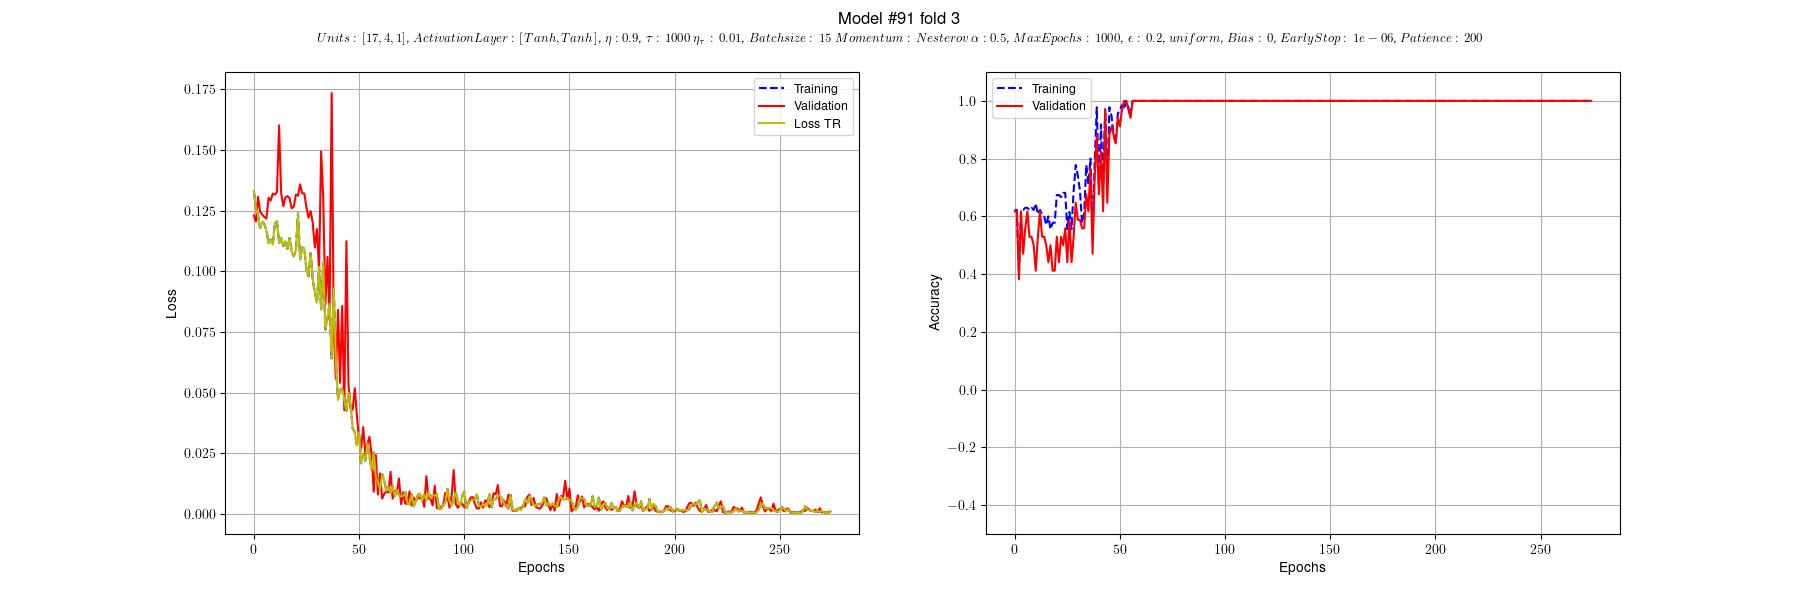 Model #91 fold 3
Units : [17, 4, 1], ActivationLayer : [Tanh, Tanh], η : 0.9, τ : 1000 η_τ : 0.01, Batchsize : 15 Momentum : Nesterov α : 0.5, MaxEpochs : 1000, ϵ : 0.2, uniform, Bias : 0, EarlyStop : 1e − 06, Patience : 200
Training
Validation
Loss TR
0.175
0.150
0.125
0.100
0.075
0.050
0.025
0.000
Loss
0 50 100 150 200 250
Epochs
Training
Validation
1.0
0.8
0.6
0.4
0.2
0.0
−0.2
−0.4
Accuracy
0 50 100 150 200 250
Epochs